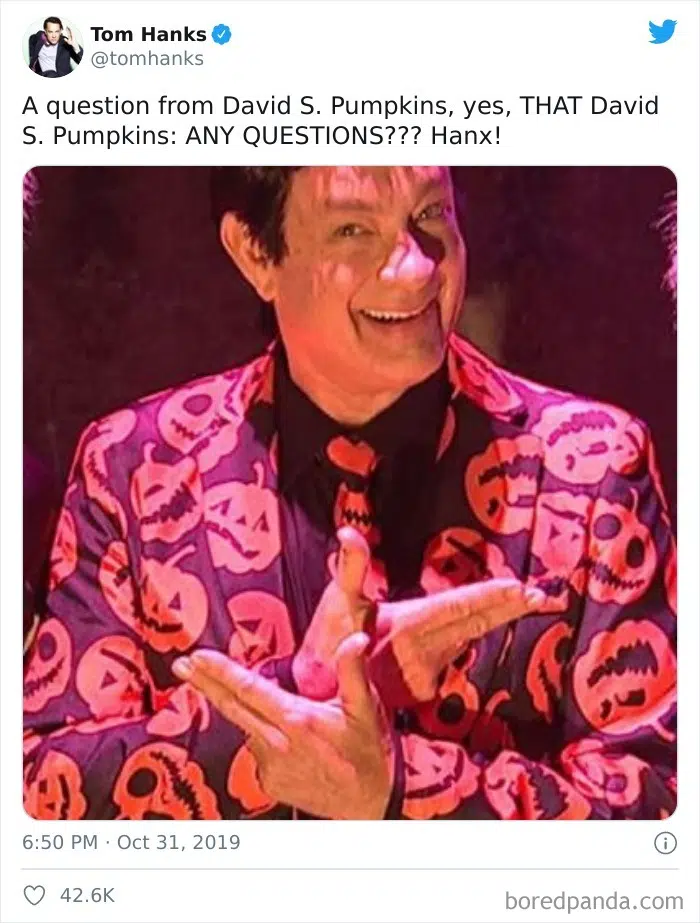 Tom Hanks
@tomhanks
A question from David S. Pumpkins, yes, THAT David
S. Pumpkins: ANY QUESTIONS??? Hanx!
6:50 PM · Oct 31, 2019
42.6K
boredpanda.com